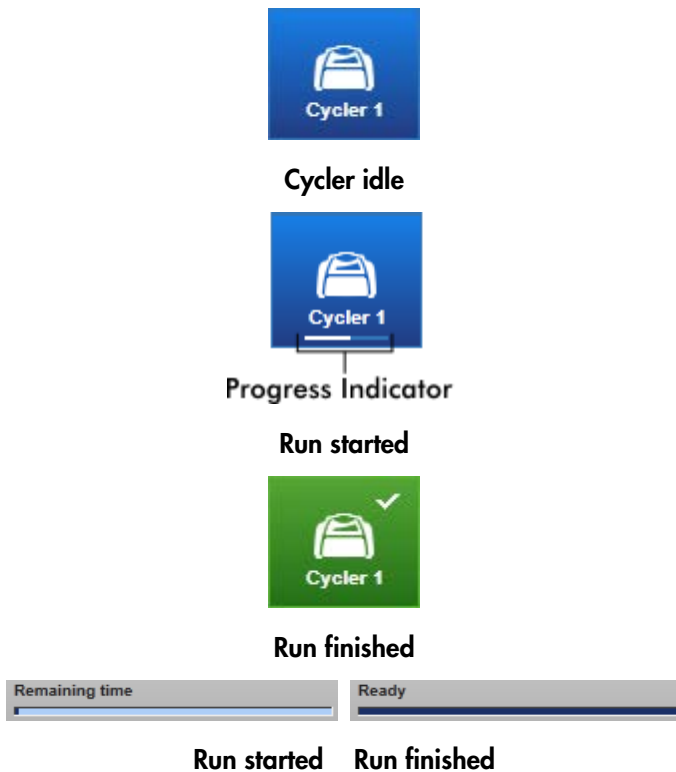 Cycler 1
Cycler idle
Cycler 1
Progress Indicator
Run started
Cycler 1
Run finished
Remaining time Ready
Run started Run finished